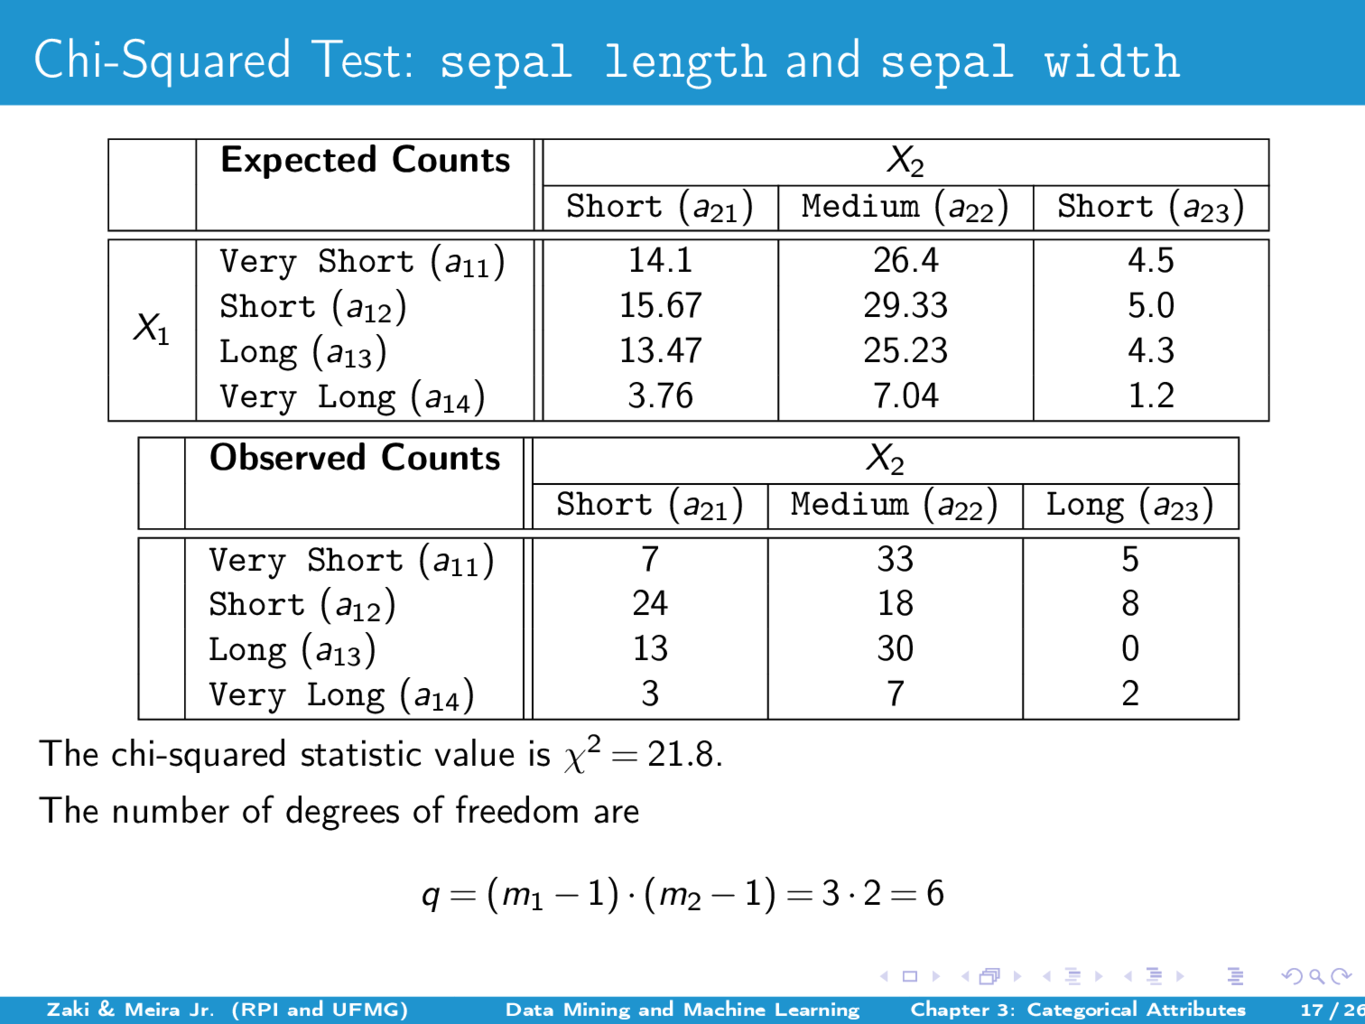 Chi-Squared Test: sepal length and sepal width
Expected Counts X₂
Short (a₂₁) Medium (a₂₂) Short (a₂₃)
Very Short (a₁₁) 14.1 26.4 4.5
Short (a₁₂) 15.67 29.33 5.0
X₁
Long (a₁₃) 13.47 25.23 4.3
Very Long (a₁₄) 3.76 7.04 1.2
Observed Counts X₂
Short (a₂₁) Medium (a₂₂) Long (a₂₃)
Very Short (a₁₁) 7 33 5
Short (a₁₂) 24 18 8
Long (a₁₃) 13 30 0
Very Long (a₁₄) 3 7 2
The chi-squared statistic value is χ² = 21.8.
The number of degrees of freedom are
q = (m₁ − 1) · (m₂ − 1) = 3 · 2 = 6
Zaki & Meira Jr. (RPI and UFMG) Data Mining and Machine Learning Chapter 3: Categorical Attributes 17 / 26